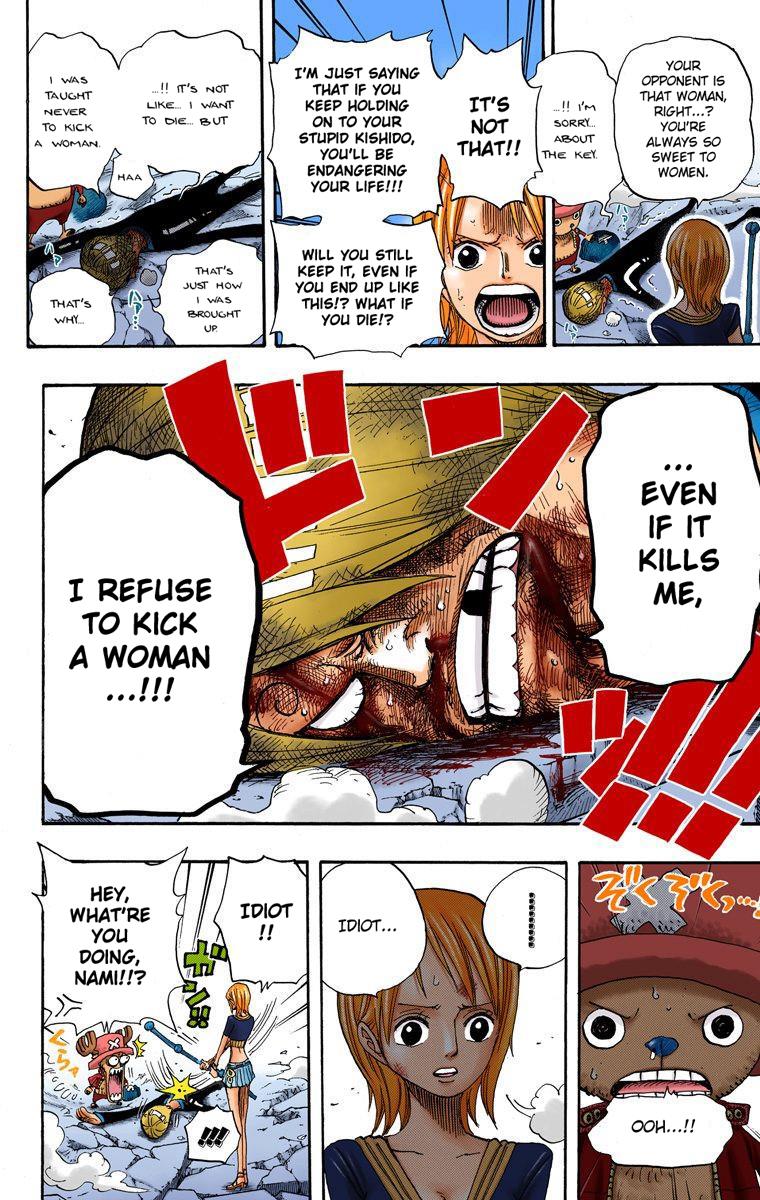 YOUR
OPPONENT IS
THAT WOMAN,
RIGHT...?
YOU'RE
ALWAYS SO
SWEET TO
WOMEN.
...!! I'M
SORRY...
ABOUT
THE KEY.
IT'S
NOT
THAT!!
I'M JUST SAYING
THAT IF YOU
KEEP HOLDING
ON TO YOUR
STUPID KISHIDO,
YOU'LL BE
ENDANGERING
YOUR LIFE!!!
WILL YOU STILL
KEEP IT, EVEN IF
YOU END UP LIKE
THIS!? WHAT IF
YOU DIE!?
...!! IT'S NOT
LIKE... I WANT
TO DIE... BUT
HAA
I WAS
TAUGHT
NEVER
TO KICK
A WOMAN.
THAT'S
JUST HOW
I WAS
BROUGHT
UP.
THAT'S
WHY...
ドン!!!!
...
EVEN
IF IT
KILLS
ME,
I REFUSE
TO KICK
A WOMAN
...!!!
ぞくぞくっ...!!
OOH...!!
IDIOT...
IDIOT
!!
HEY,
WHAT'RE
YOU
DOING,
NAMI!!?
!!!